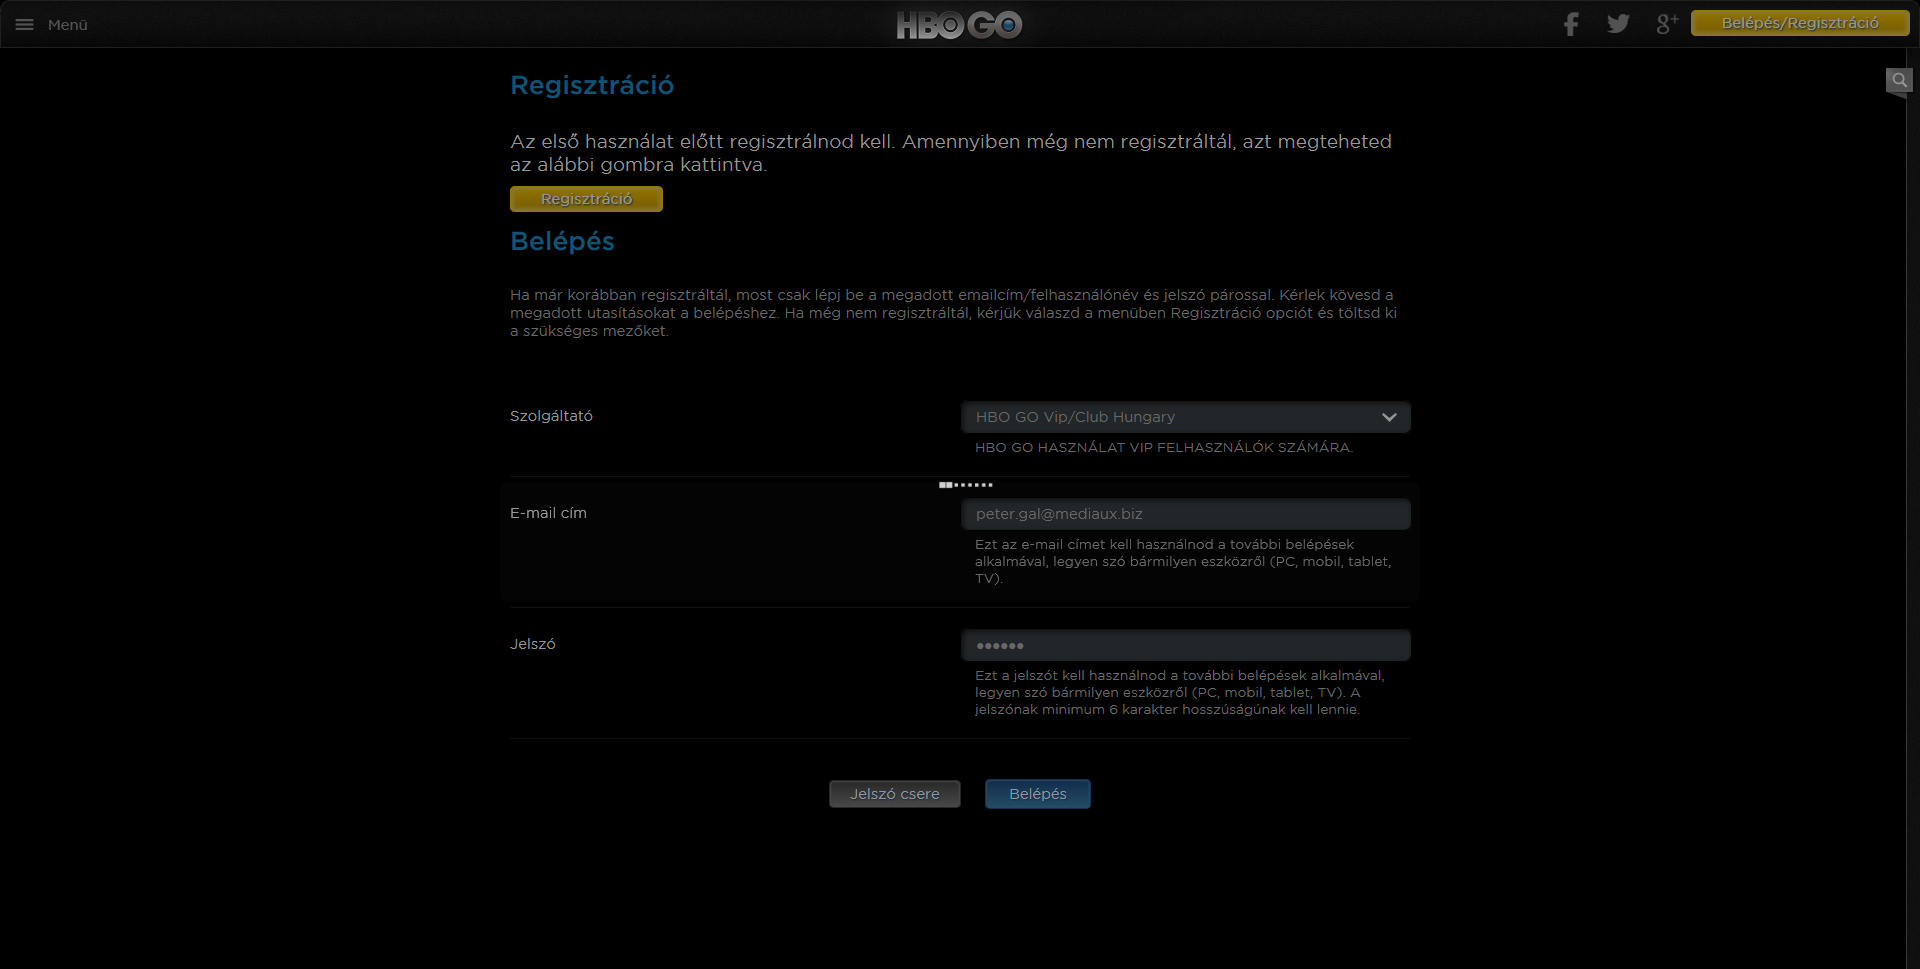 Menü
HBO GO
8+
Belépés/Regisztráció
Regisztráció
Az első használat előtt regisztrálnod kell. Amennyiben még nem regisztráltál, azt megteheted
az alábbi gombra kattintva.
Regisztráció
Belépés
Ha már korábban regisztráltál, most csak lépj be a megadott emailcím/felhasználónév és jelszó párossal. Kérlek kövesd a
megadott utasításokat a belépéshez. Ha még nem regisztráltál, kérjük válaszd a menüben Regisztráció opciót és töltsd ki
a szükséges mezőket.
Szolgáltató
HBO GO Vip/Club Hungary
HBO GO HASZNÁLAT VIP FELHASZNÁLÓK SZÁMÁRA.
E-mail cím
peter.gal@mediaux.biz
Ezt az e-mail címet kell használnod a további belépések
alkalmával, legyen szó bármilyen eszközről (PC, mobil, tablet,
TV).
Jelszó
••••••
Ezt a jelszót kell használnod a további belépések alkalmával,
legyen szó bármilyen eszközről (PC, mobil, tablet, TV). A
jelszónak minimum 6 karakter hosszúságúnak kell lennie.
Jelszó csere
Belépés